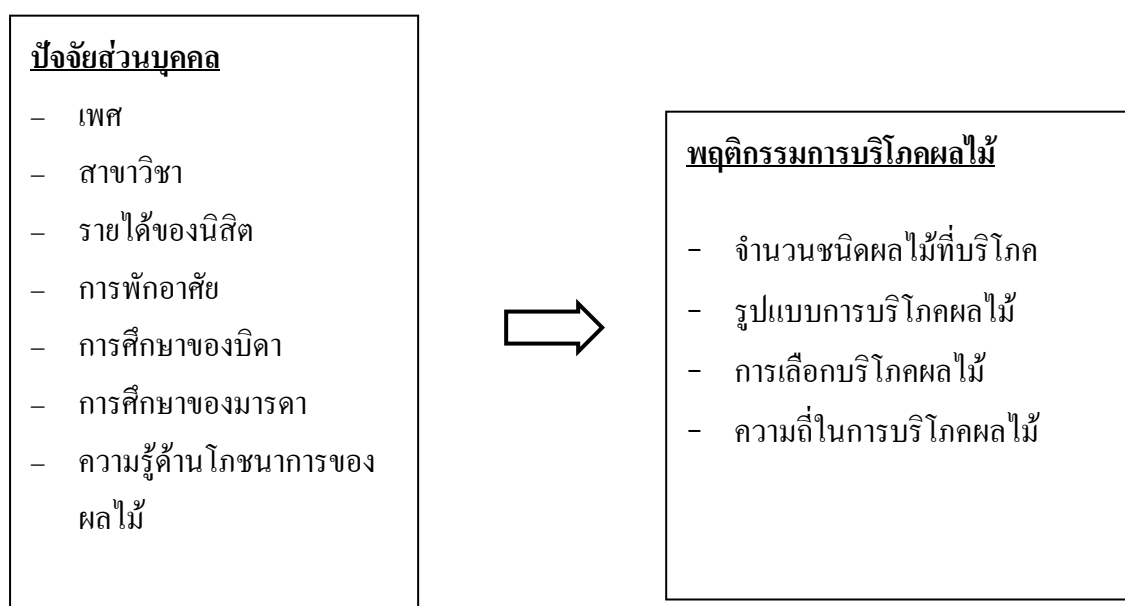 ปัจจัยส่วนบุคคล
– เพศ
– สาขาวิชา
– รายได้ของนิสิต
– การพักอาศัย
– การศึกษาของบิดา
– การศึกษาของมารดา
– ความรู้ด้านโภชนาการของ
ผลไม้
พฤติกรรมการบริโภคผลไม้
- จำนวนชนิดผลไม้ที่บริโภค
- รูปแบบการบริโภคผลไม้
- การเลือกบริโภคผลไม้
- ความถี่ในการบริโภคผลไม้